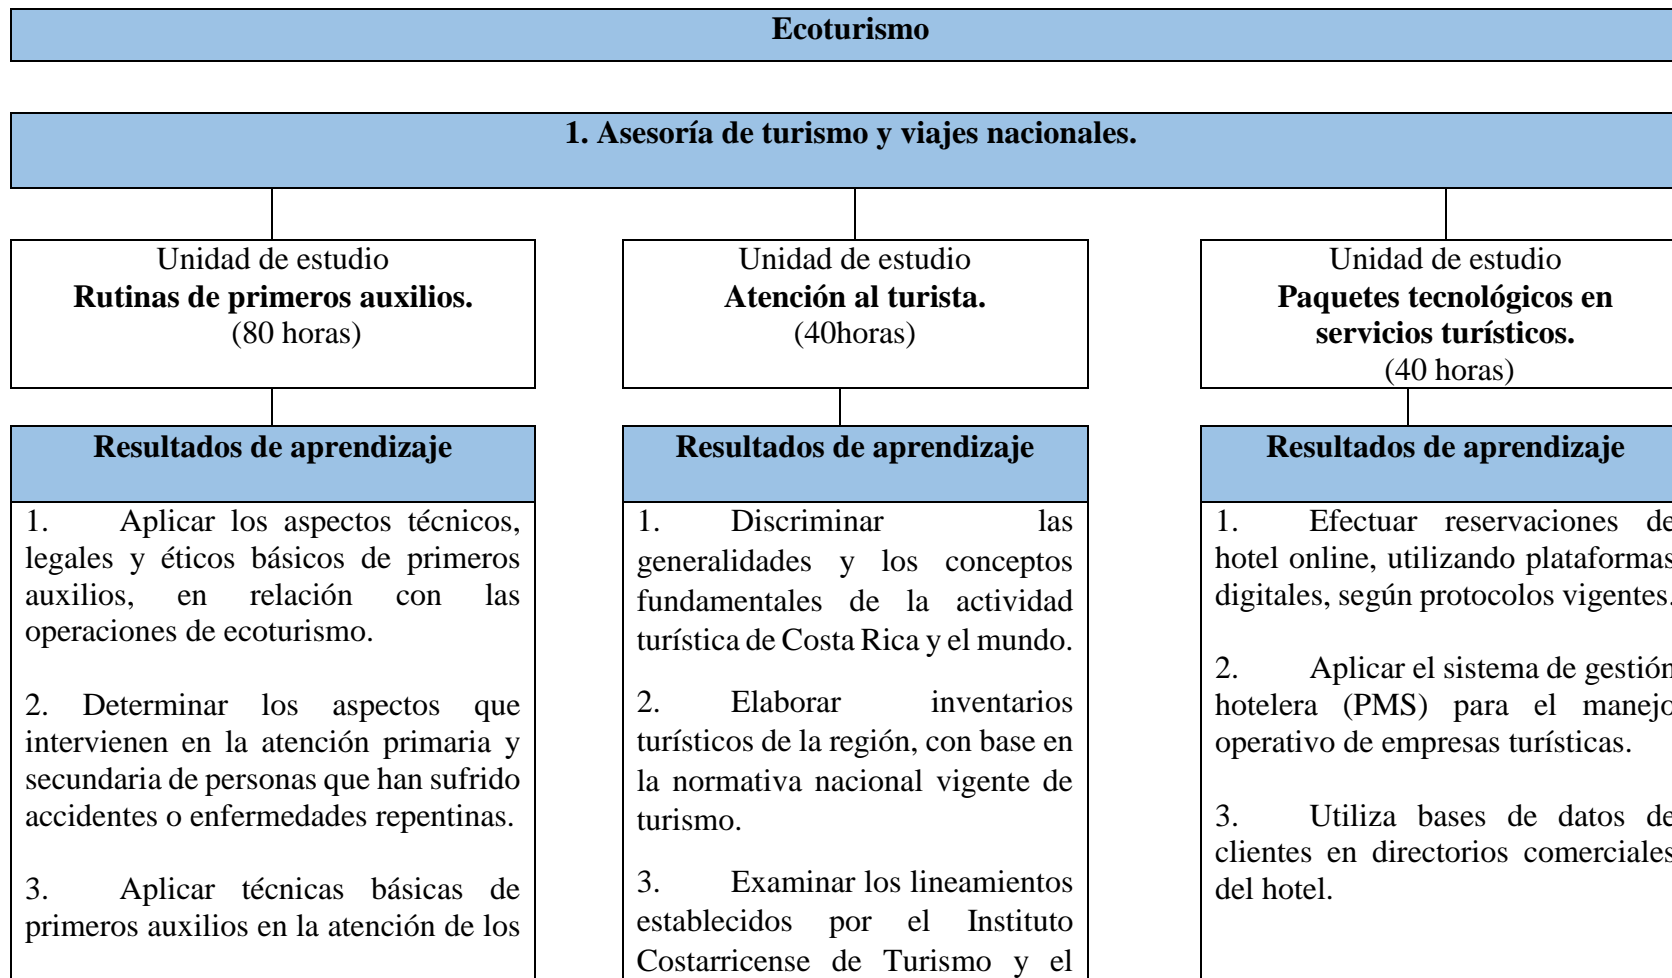 Ecoturismo
1. Asesoría de turismo y viajes nacionales.
Unidad de estudio
Rutinas de primeros auxilios.
(80 horas)
Resultados de aprendizaje
1. Aplicar los aspectos técnicos,
legales y éticos básicos de primeros
auxilios, en relación con las
operaciones de ecoturismo.
2. Determinar los aspectos que
intervienen en la atención primaria y
secundaria de personas que han sufrido
accidentes o enfermedades repentinas.
3. Aplicar técnicas básicas de
primeros auxilios en la atención de los
Unidad de estudio
Atención al turista.
(40horas)
Resultados de aprendizaje
1. Discriminar las
generalidades y los conceptos
fundamentales de la actividad
turística de Costa Rica y el mundo.
2. Elaborar inventarios
turísticos de la región, con base en
la normativa nacional vigente de
turismo.
3. Examinar los lineamientos
establecidos por el Instituto
Costarricense de Turismo y el
Unidad de estudio
Paquetes tecnológicos en
servicios turísticos.
(40 horas)
Resultados de aprendizaje
1. Efectuar reservaciones de
hotel online, utilizando plataformas
digitales, según protocolos vigentes.
2. Aplicar el sistema de gestión
hotelera (PMS) para el manejo
operativo de empresas turísticas.
3. Utiliza bases de datos de
clientes en directorios comerciales
del hotel.